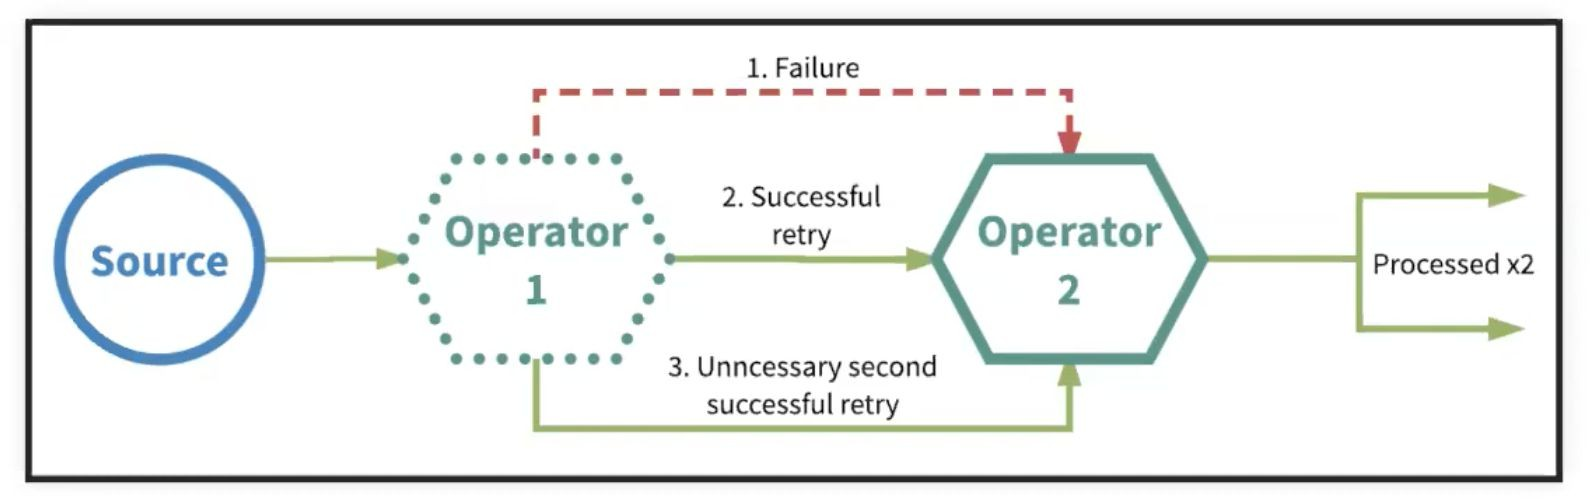 1. Failure
Source
Operator
1
2. Successful
retry
Operator
2
Processed x2
3. Unncessary second
successful retry